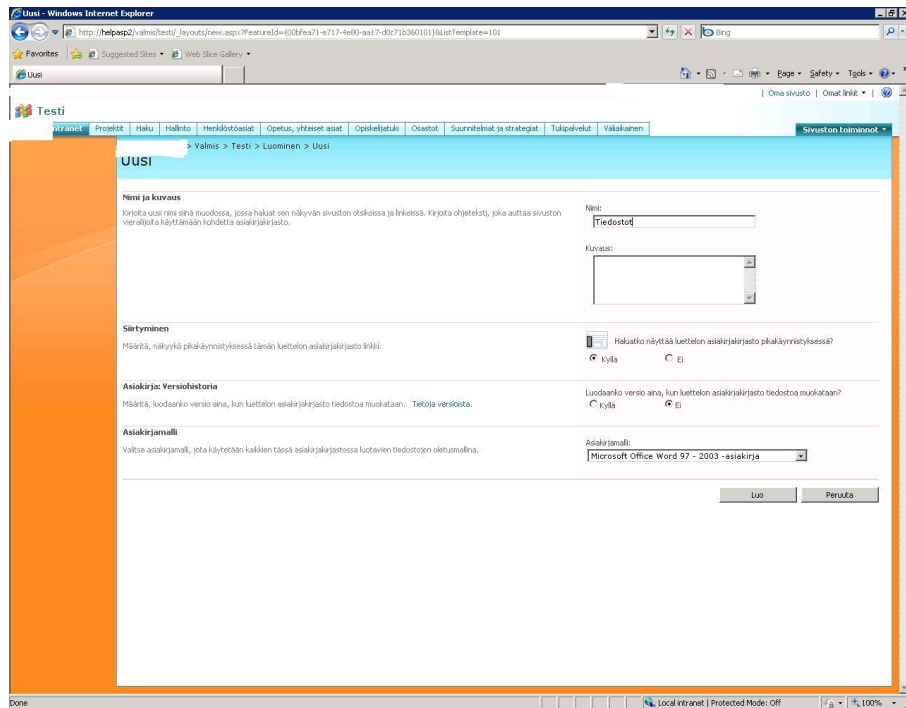 Uusi - Windows Internet Explorer
http://helpasp2/valmis/testi/_layouts/new.aspx?FeatureId={00bfea71-e717-4e80-aa17-d0c71b360101}&ListTemplate=101
Bing
Favorites Suggested Sites Web Slice Gallery
Uusi Page Safety Tools
Oma sivusto | Omat linkit |
Testi
intranet Projektit Haku Hallinto Henkilöstöasiat Opetus, yhteiset asiat Opiskelijatuki Osastot Suunnitelmat ja strategiat Tukipalvelut Väliaikainen Sivuston toiminnot
> Valmis > Testi > Luominen > Uusi
Uusi
Nimi ja kuvaus
Kirjoita uusi nimi siinä muodossa, jossa haluat sen näkyvän sivuston otsikoissa ja linkeissä. Kirjoita ohjeteksti, joka auttaa sivuston
vierailijoita käyttämään kohdetta asiakirjakirjasto.
Nimi:
Tiedostot
Kuvaus:
Siirtyminen
Määritä, näkyykö pikakäynnistyksessä tämän luettelon asiakirjakirjasto linkki.
Haluatko näyttää luettelon asiakirjakirjasto pikakäynnistyksessä?
Kyllä Ei
Asiakirja: Versiohistoria
Määritä, luodaanko versio aina, kun luettelon asiakirjakirjasto tiedostoa muokataan. Tietoja versioista.
Luodaanko versio aina, kun luettelon asiakirjakirjasto tiedostoa muokataan?
Kyllä Ei
Asiakirjamalli
Valitse asiakirjamalli, jota käytetään kaikkien tässä asiakirjakirjastossa luotavien tiedostojen oletusmallina.
Asiakirjamalli:
Microsoft Office Word 97 - 2003 -asiakirja
Luo Peruuta
Done Local intranet | Protected Mode: Off 100%